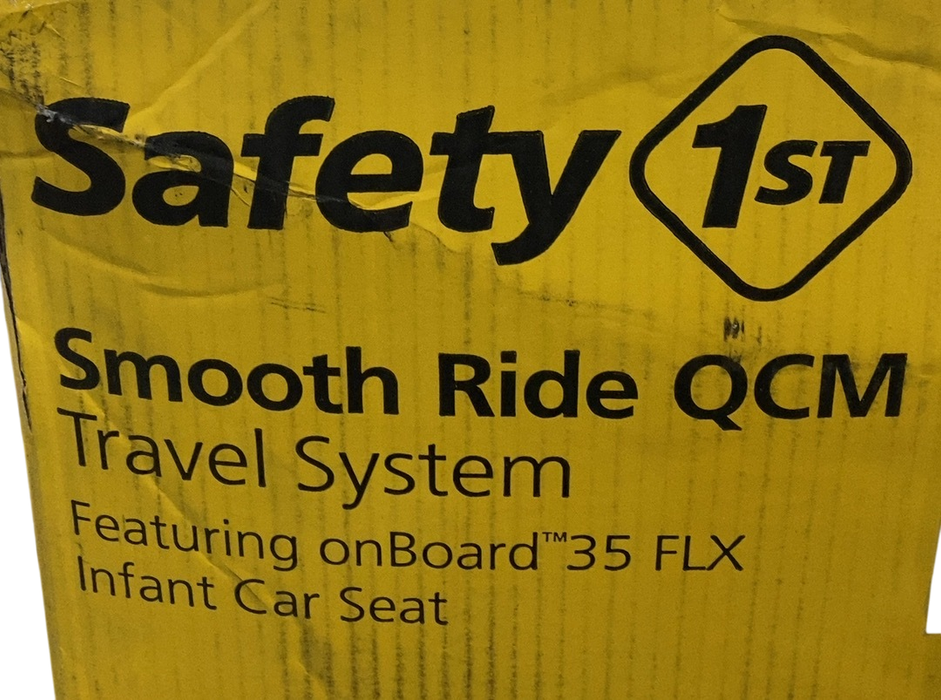 Safety 1ST
Smooth Ride QCM
Travel System
Featuring onBoard™35 FLX
Infant Car Seat